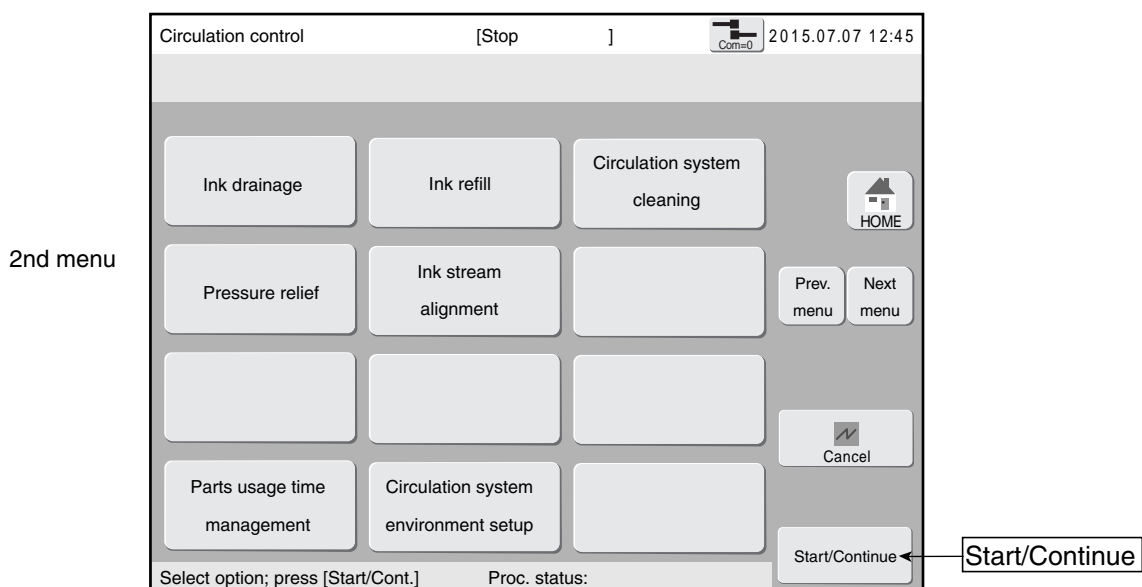 Circulation control [Stop ] Com=0 2015.07.07 12:45
Ink drainage
Ink refill
Circulation system
cleaning
HOME
2nd menu
Pressure relief
Ink stream
alignment
Prev.
menu
Next
menu
Cancel
Parts usage time
management
Circulation system
environment setup
Start/Continue
Start/Continue
Select option; press [Start/Cont.] Proc. status: